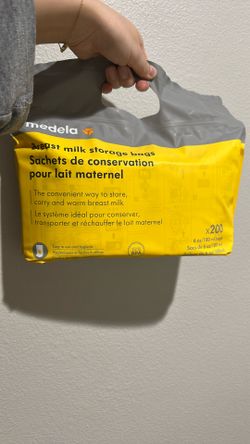 medela
Breast milk storage bags
Sachets de conservation
pour lait maternel
The convenient way to store,
carry and warm breast milk
Le système idéal pour conserver,
transporter et réchauffer le lait maternel
x200